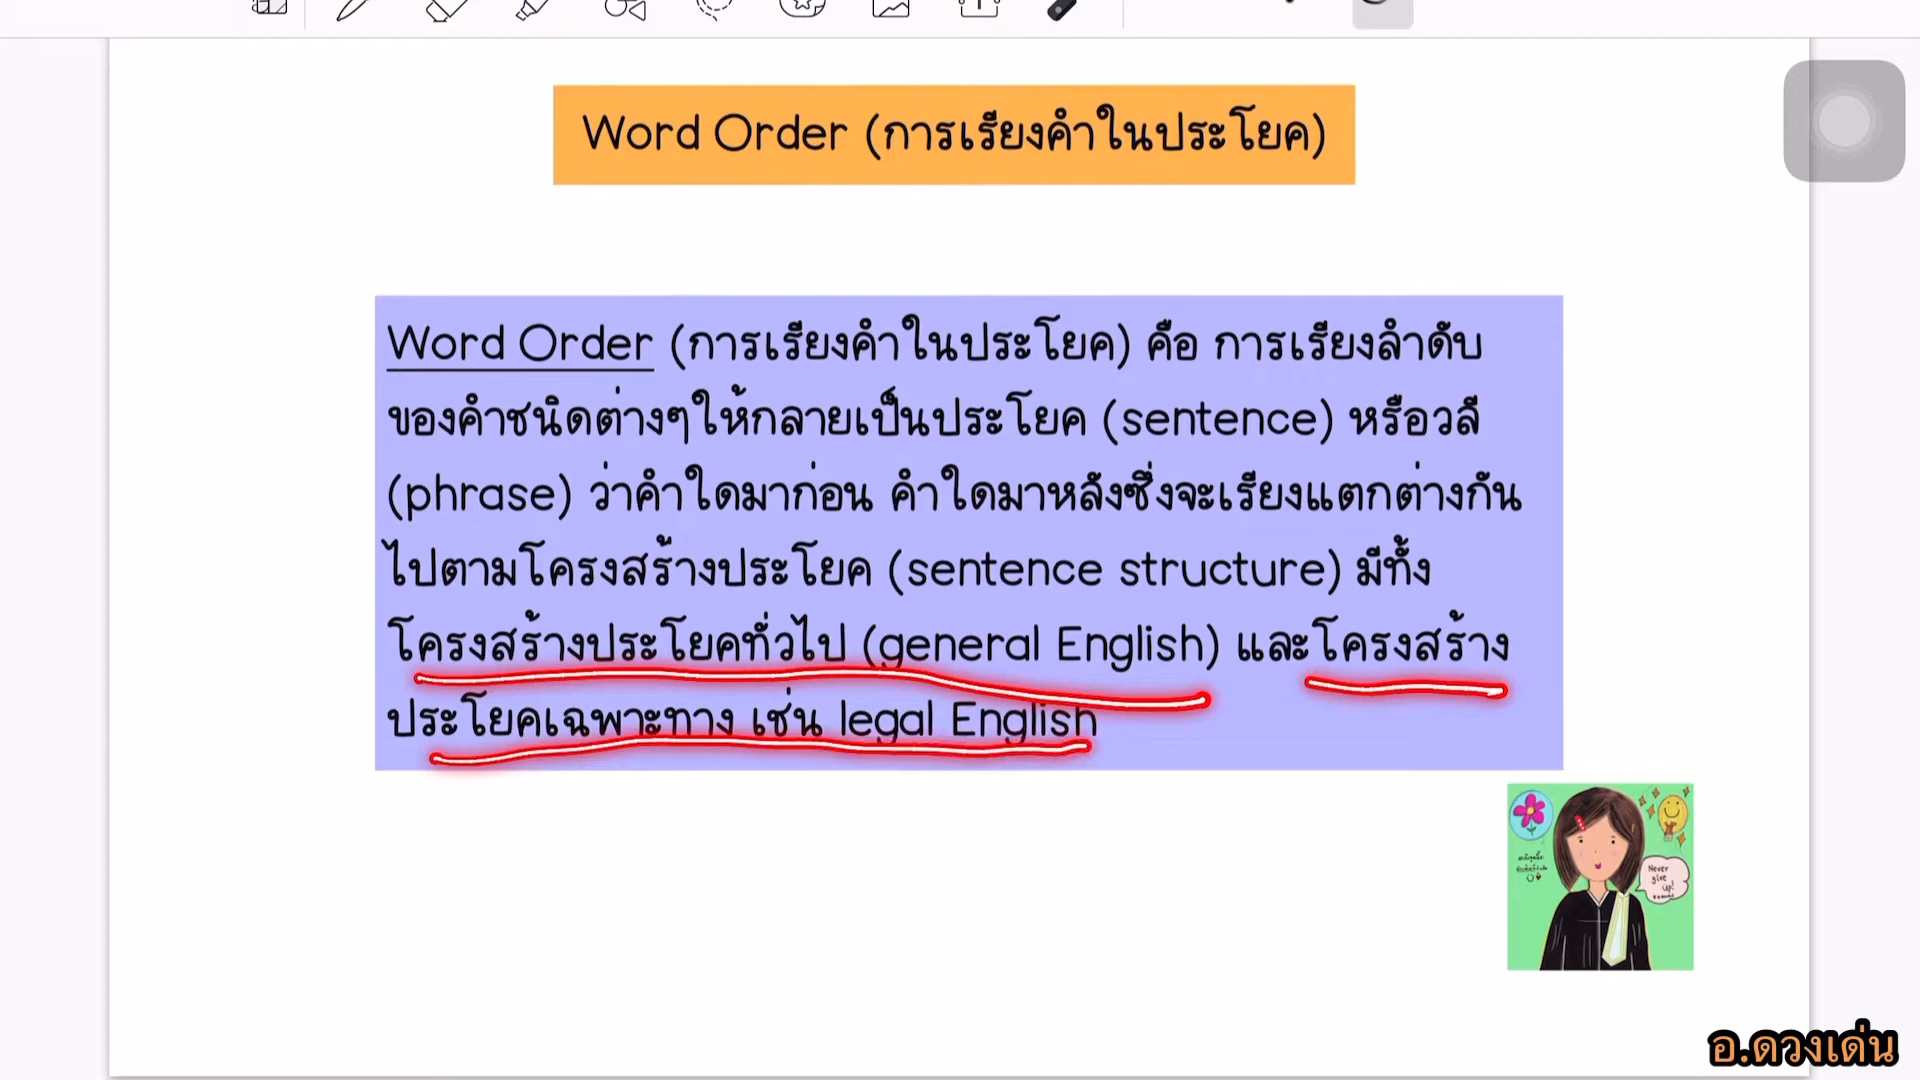 Word Order (การเรียงคำในประโยค)
Word Order (การเรียงคำในประโยค) คือ การเรียงลำดับ
ของคำชนิดต่างๆให้กลายเป็นประโยค (sentence) หรือวลี
(phrase) ว่าคำใดมาก่อน คำใดมาหลังซึ่งจะเรียงแตกต่างกัน
ไปตามโครงสร้างประโยค (sentence structure) มีทั้ง
โครงสร้างประโยคทั่วไป (general English) และโครงสร้าง
ประโยคเฉพาะทาง เช่น legal English
Never
give
up!
อ.ดวงเด่น